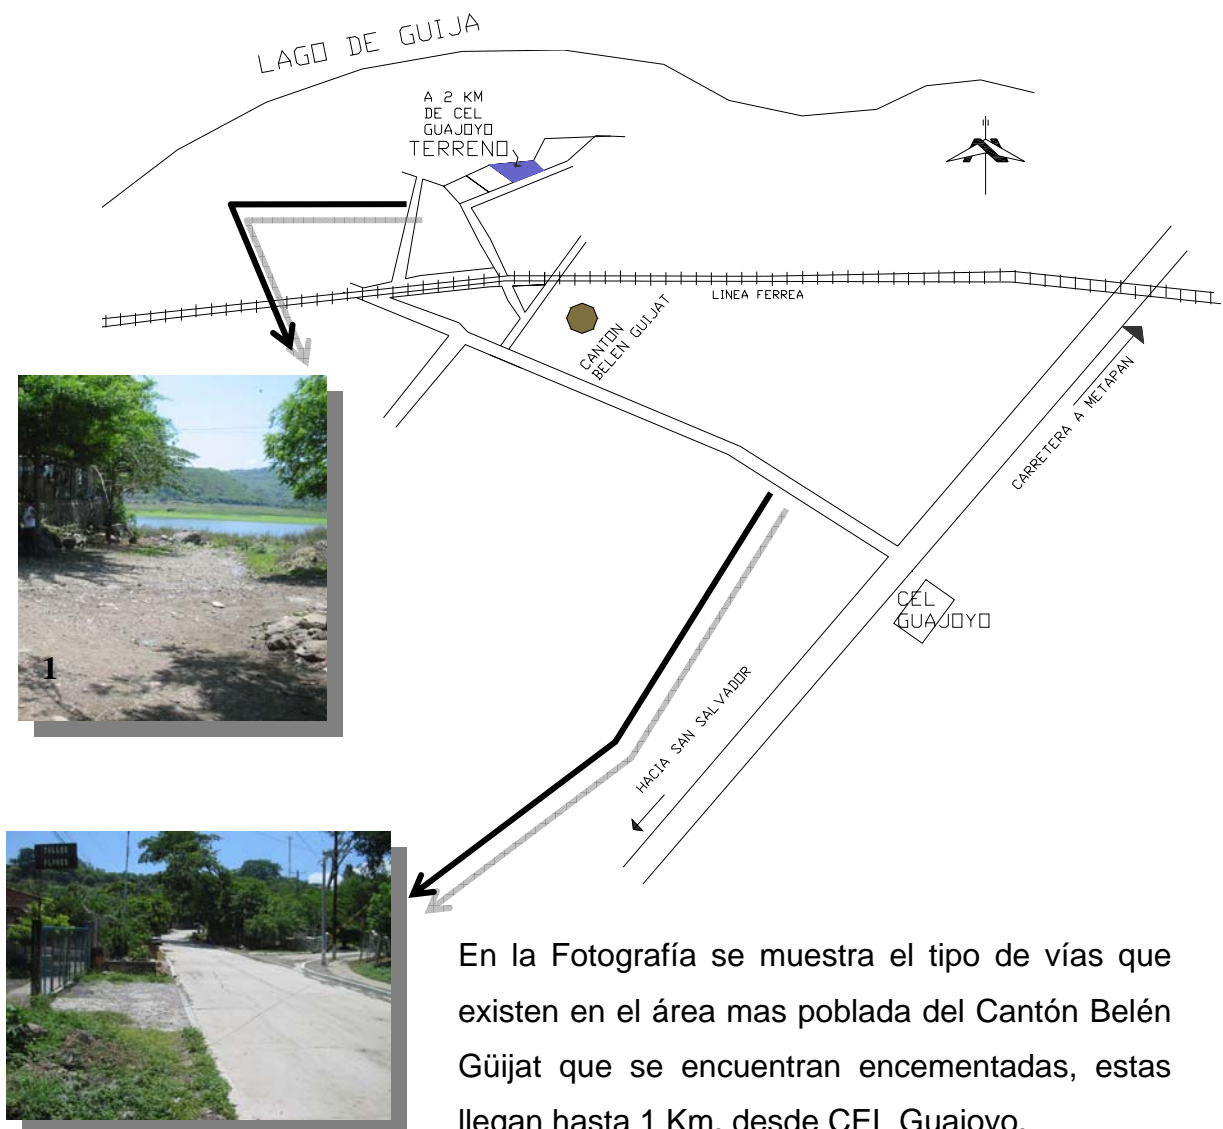 LAGO DE GUIJA
A 2 KM
DE CEL
GUAJOYO
TERRENO
LINEA FERREA
CANTON
BELEN GUIJAT
CARRETERA A METAPAN
CEL
GUAJOYO
HACIA SAN SALVADOR
1
TALLER
FLORES
En la Fotografía se muestra el tipo de vías que
existen en el área mas poblada del Cantón Belén
Güijat que se encuentran encementadas, estas
llegan hasta 1 Km. desde CEL Guajoyo.